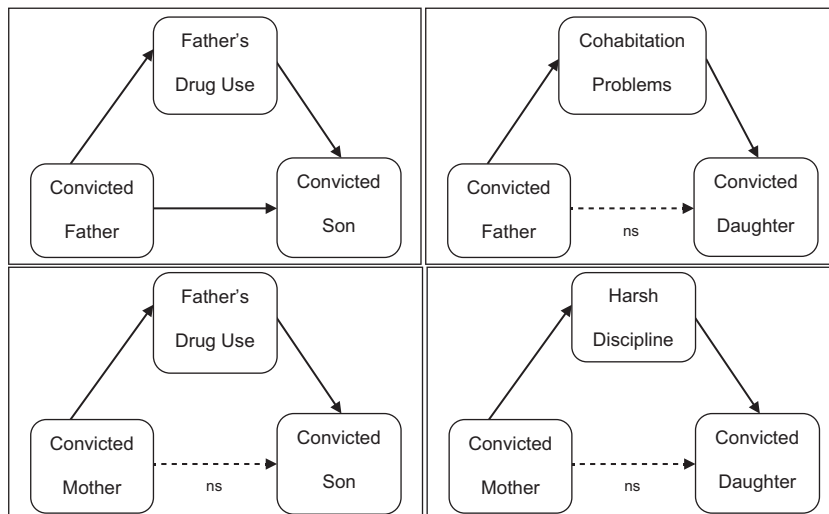 Father's
Drug Use
Convicted
Father
Convicted
Son
Cohabitation
Problems
Convicted
Father
ns
Convicted
Daughter
Father's
Drug Use
Convicted
Mother
ns
Convicted
Son
Harsh
Discipline
Convicted
Mother
ns
Convicted
Daughter